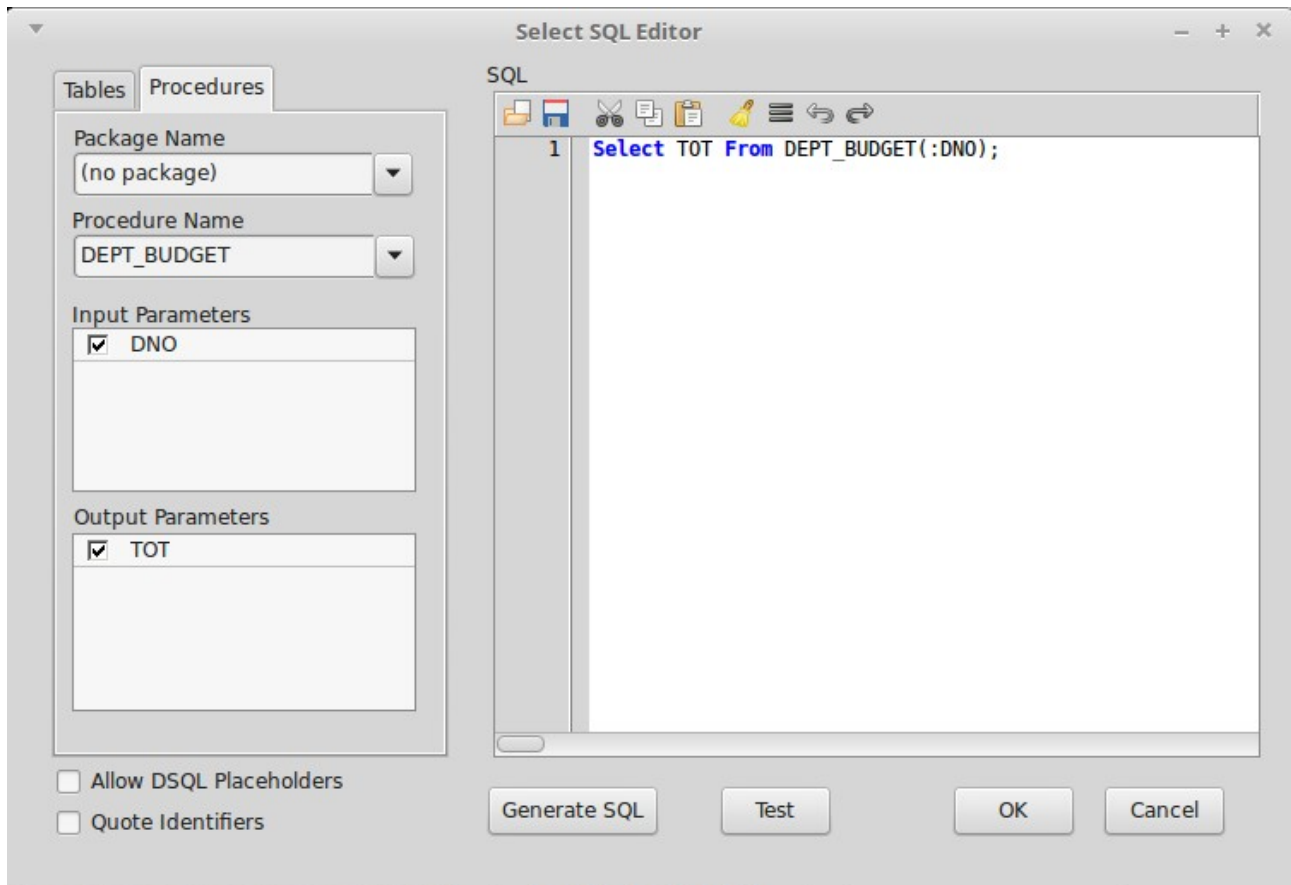 Select SQL Editor
Tables Procedures
Package Name
(no package)
Procedure Name
DEPT_BUDGET
Input Parameters
DNO
Output Parameters
TOT
Allow DSQL Placeholders
Quote Identifiers
SQL
1 Select TOT From DEPT_BUDGET(:DNO);
Generate SQL Test OK Cancel